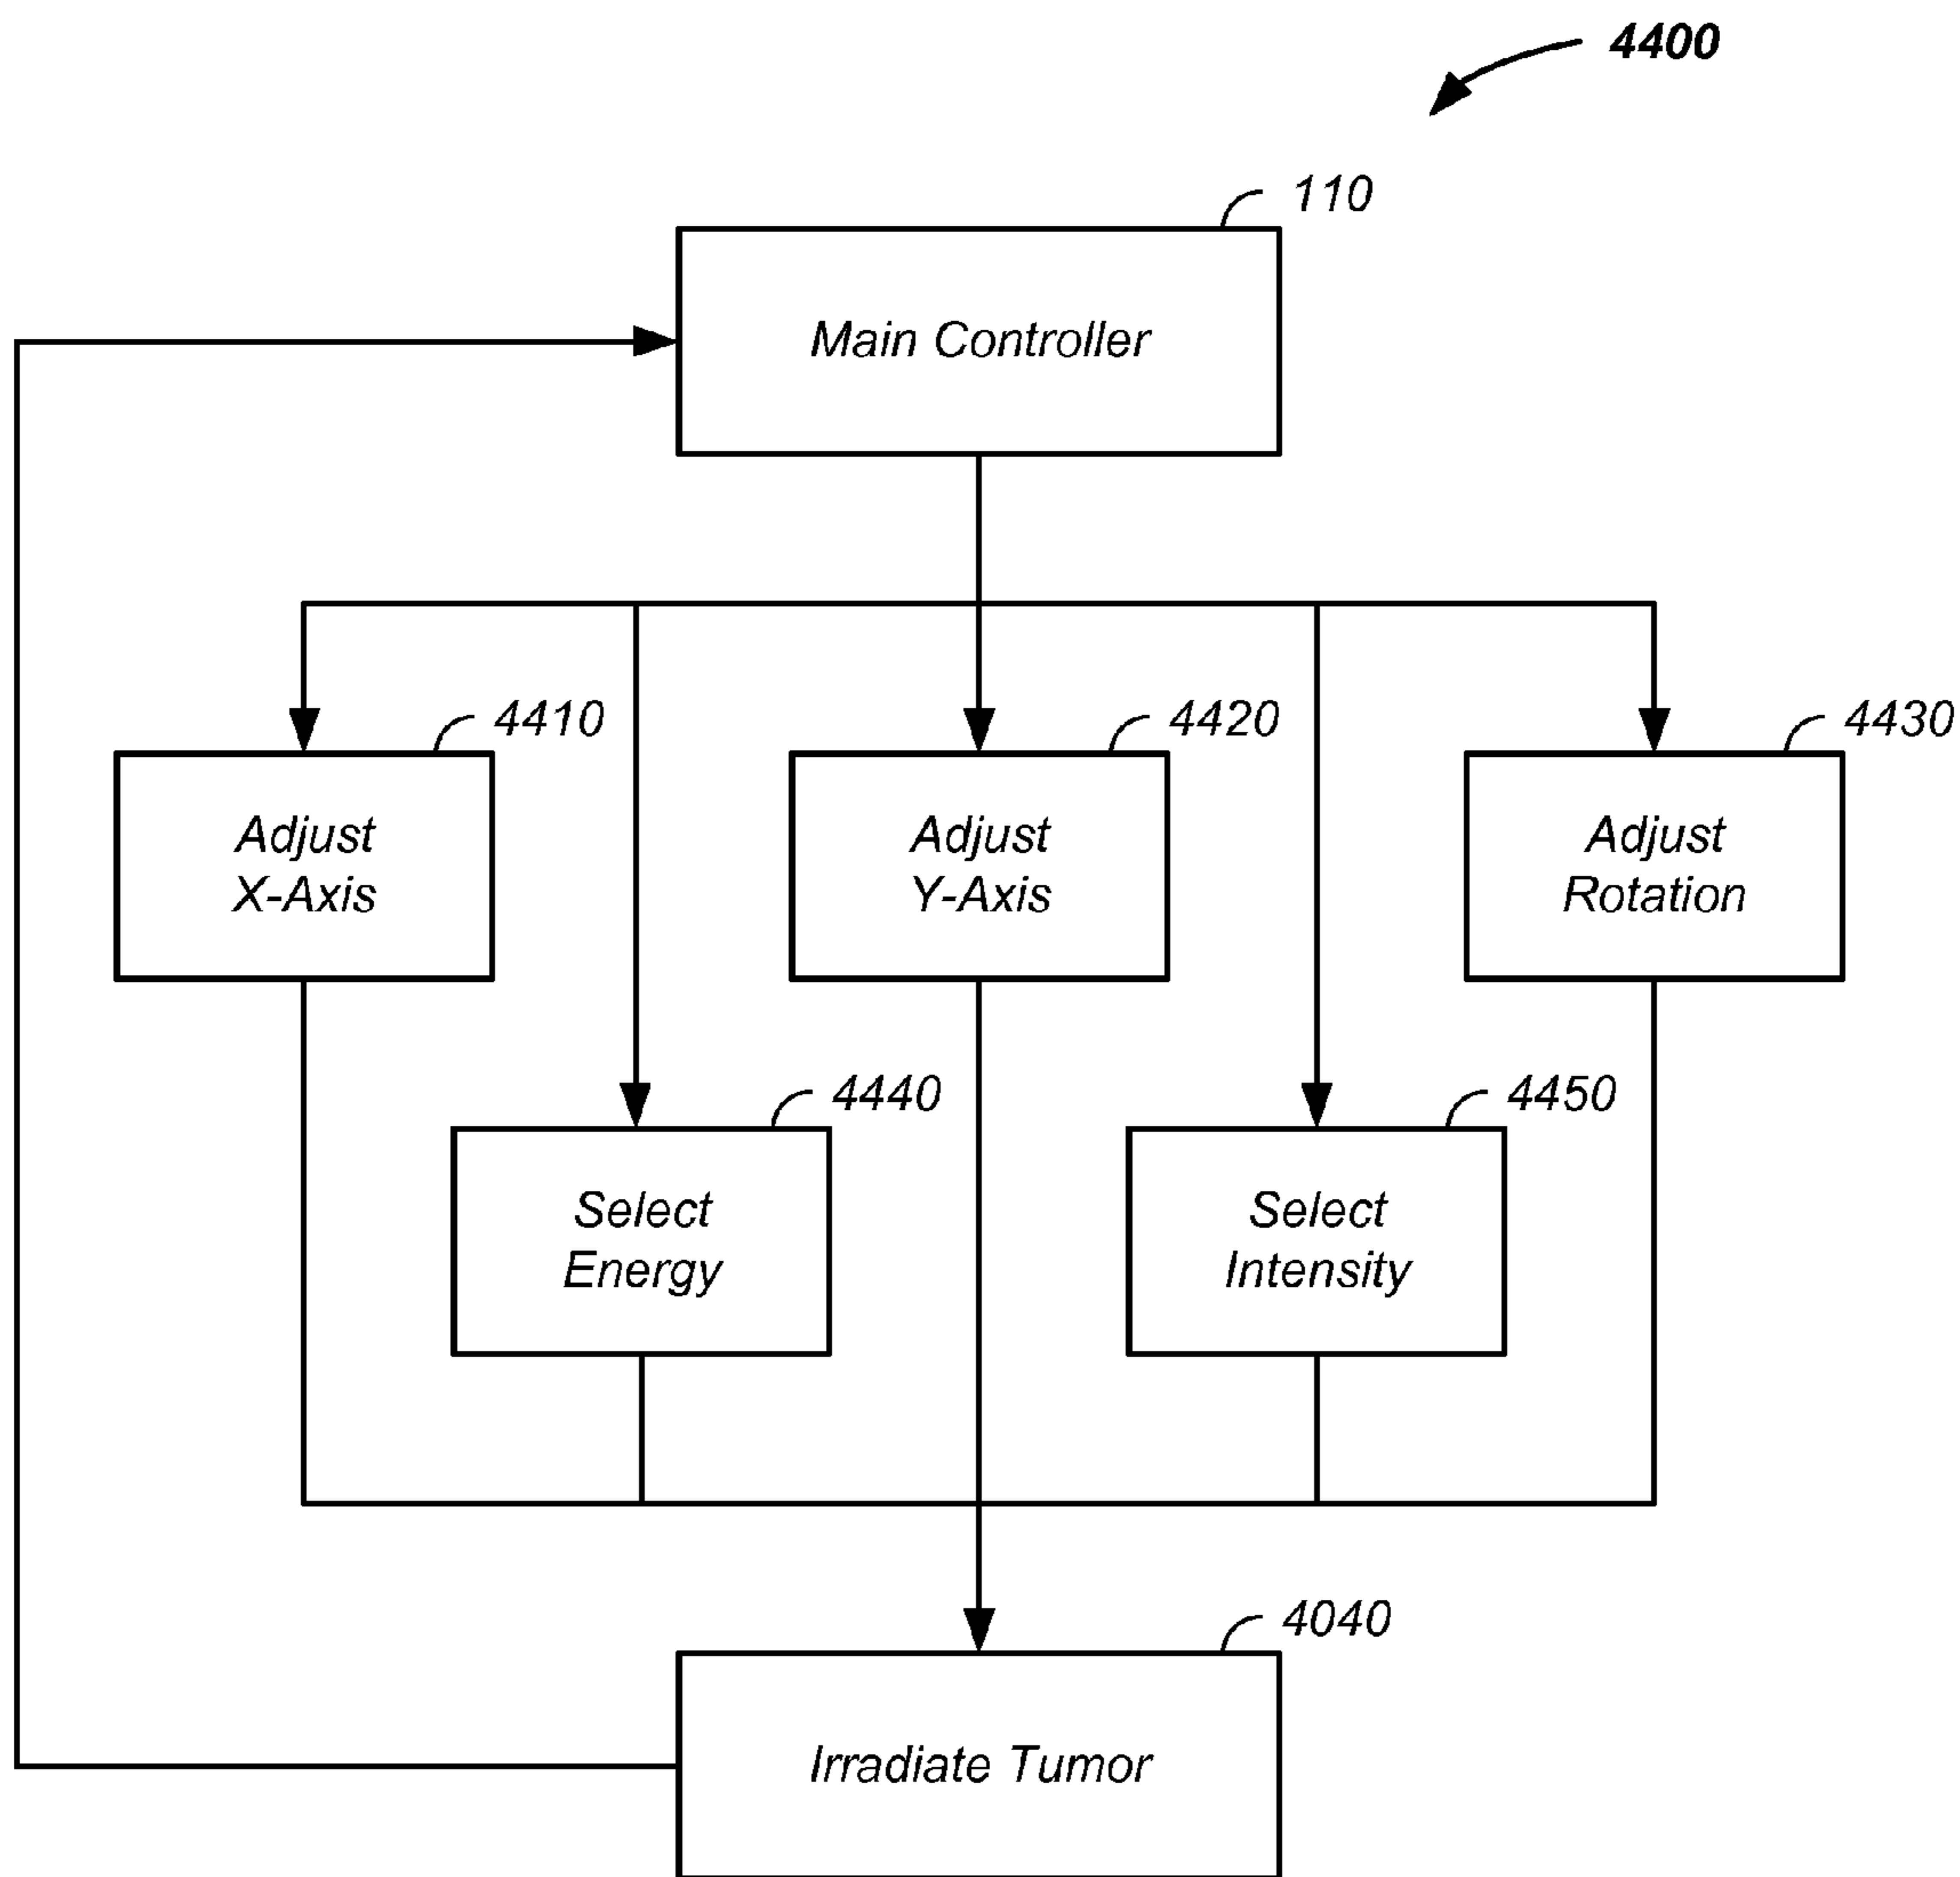 4400
110
Main Controller
4410
4420
4430
Adjust
X-Axis
Adjust
Y-Axis
Adjust
Rotation
4440
4450
Select
Energy
Select
Intensity
4040
Irradiate Tumor